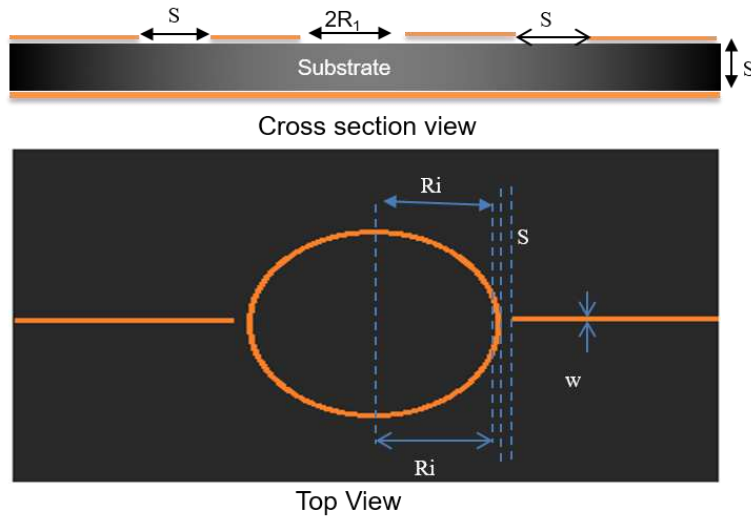 S
2R₁
S
Substrate
S
Cross section view
Ri
S
w
Ri
Top View